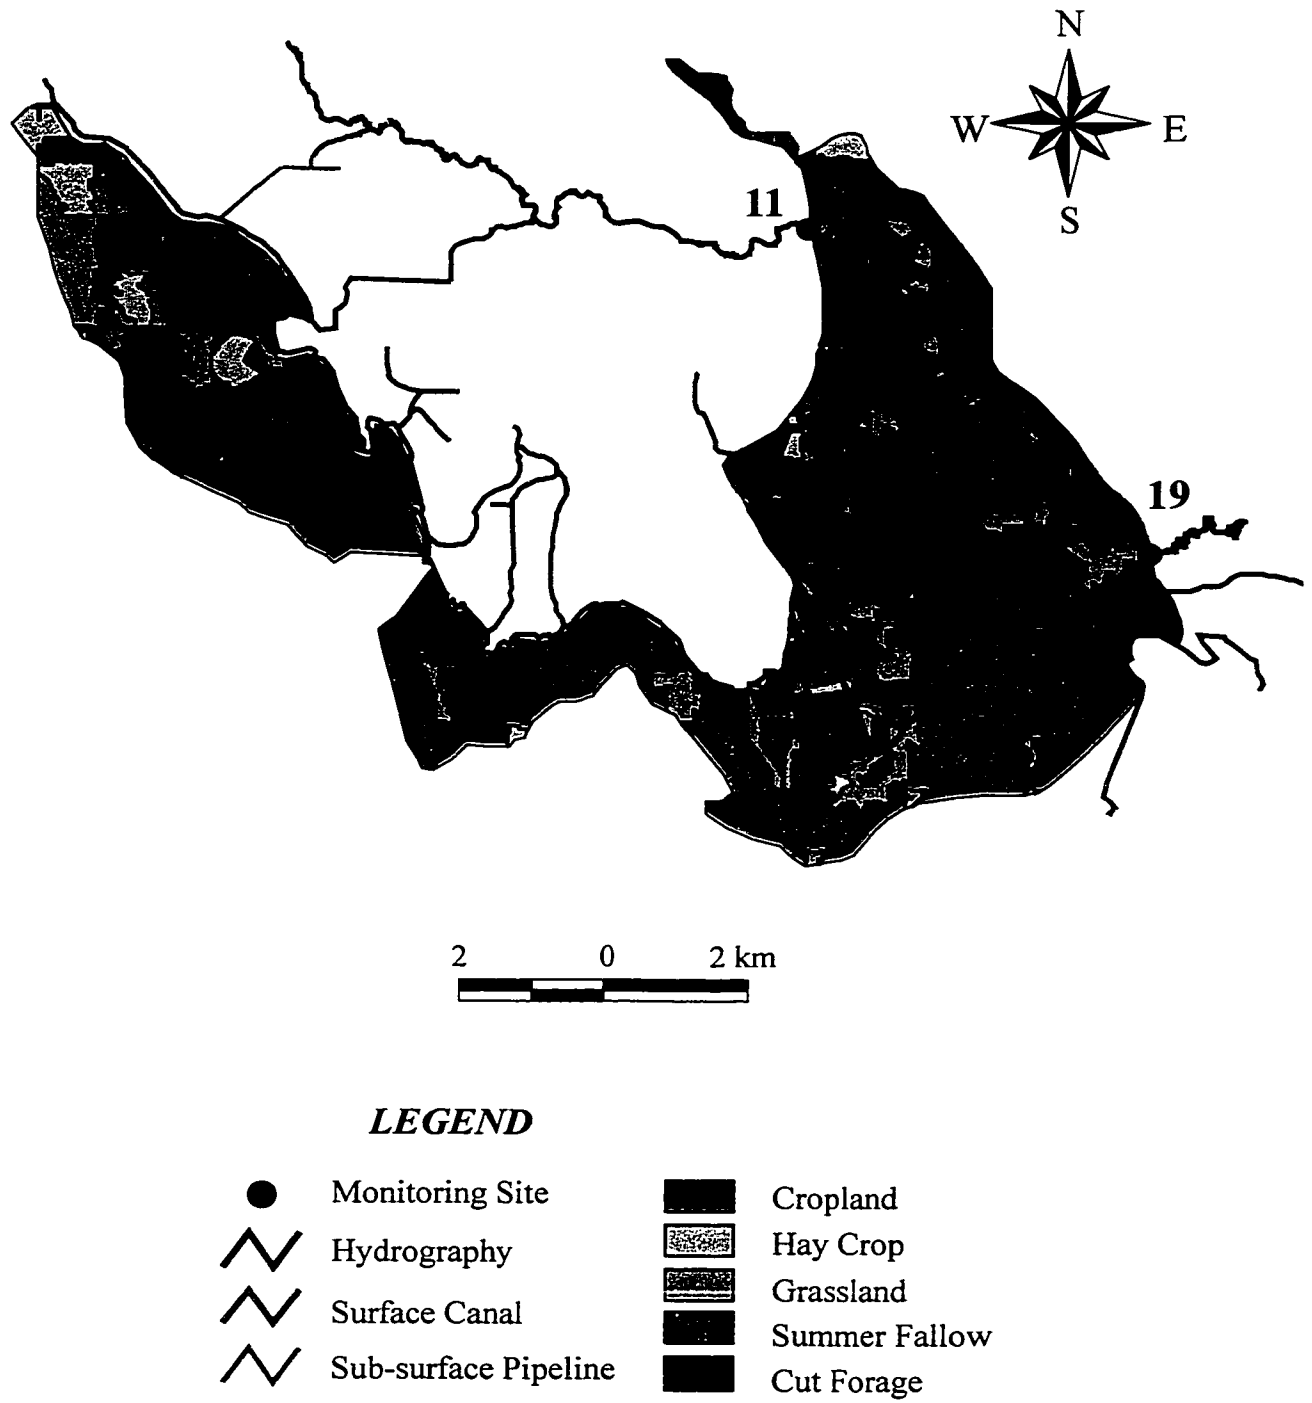 N
W E
S
11
19
2 0 2 km
LEGEND
Monitoring Site
Hydrography
Surface Canal
Sub-surface Pipeline
Cropland
Hay Crop
Grassland
Summer Fallow
Cut Forage